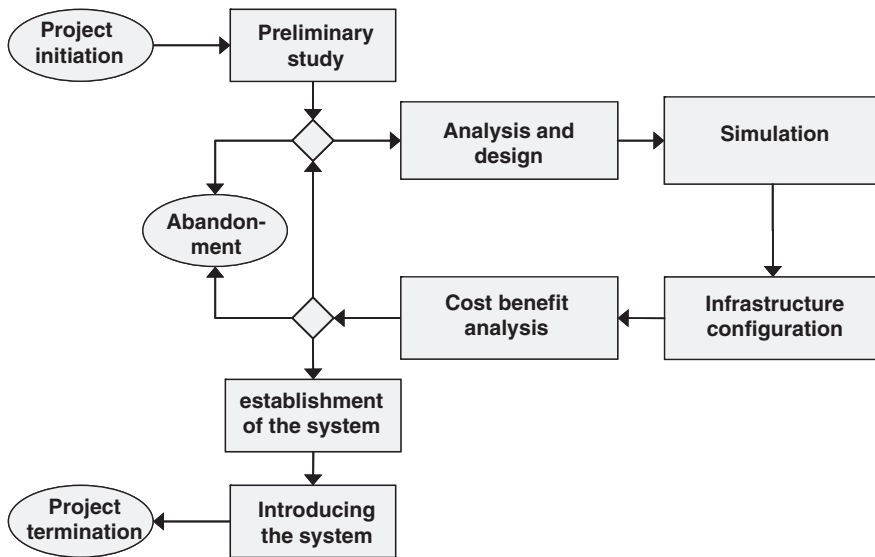 Project
initiation
Preliminary
study
Analysis and
design
Simulation
Abandon-
ment
Cost benefit
analysis
Infrastructure
configuration
establishment
of the system
Project
termination
Introducing
the system